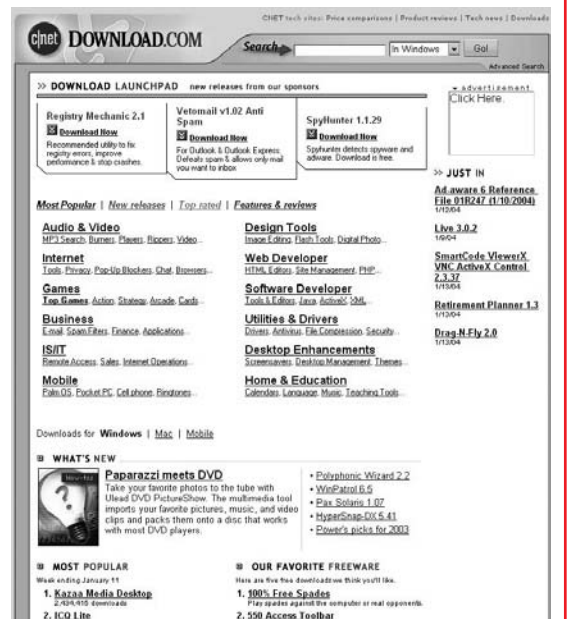 CNET tech sites: Price comparisons | Product reviews | Tech news | Downloads
c|net DOWNLOAD.COM
Search
In Windows
Go!
Advanced Search
>> DOWNLOAD LAUNCHPAD new releases from our sponsors
Registry Mechanic 2.1
Download Now
Recommended utility to fix
registry errors, improve
performance & stop crashes.
Vetomail v1.02 Anti
Spam
Download Now
For Outlook & Outlook Express.
Defeats spam & allows only mail
you want to inbox
SpyHunter 1.1.29
Download Now
Spyhunter detects spyware and
adware. Download is free.
advertisement
Click Here.
>> JUST IN
Ad.aware 6 Reference
File 01R247 (1/10/2004)
1/12/04
Live 3.0.2
1/9/04
SmartCode ViewerX
VNC ActiveX Control
2.3.37
1/13/04
Retirement Planner 1.3
1/12/04
Drag-N-Fly 2.0
1/13/04
Most Popular | New releases | Top rated | Features & reviews
Audio & Video
MP3 Search, Burners, Players, Rippers, Video...
Internet
Tools, Privacy, Pop-Up Blockers, Chat, Browsers...
Games
Top Games, Action, Strategy, Arcade, Cards...
Business
E-mail, Spam Filters, Finance, Applications...
IS/IT
Remote Access, Sales, Internet Operations...
Mobile
Palm OS, Pocket PC, Cell phone, Ringtones...
Design Tools
Image Editing, Flash Tools, Digital Photo...
Web Developer
HTML Editors, Site Management, PHP...
Software Developer
Tools & Editors, Java, ActiveX, XML...
Utilities & Drivers
Drivers, Antivirus, File Compression, Security...
Desktop Enhancements
Screensavers, Desktop Management, Themes...
Home & Education
Calendars, Language, Music, Teaching Tools...
Downloads for Windows | Mac | Mobile
WHAT'S NEW
Paparazzi meets DVD
Take your favorite photos to the tube with
Ulead DVD PictureShow. The multimedia tool
imports your favorite pictures, music, and video
clips and packs them onto a disc that works
with most DVD players.
• Polyphonic Wizard 2.2
• WinPatrol 6.5
• Pax Solaris 1.07
• HyperSnap-DX 5.41
• Power's picks for 2003
MOST POPULAR
Week ending January 11
1. Kazaa Media Desktop
2,434,415 downloads
2. ICQ Lite
OUR FAVORITE FREEWARE
Here are five free downloads we think you'll like.
1. 100% Free Spades
Play spades against the computer or real opponents.
2. 550 Access Toolbar